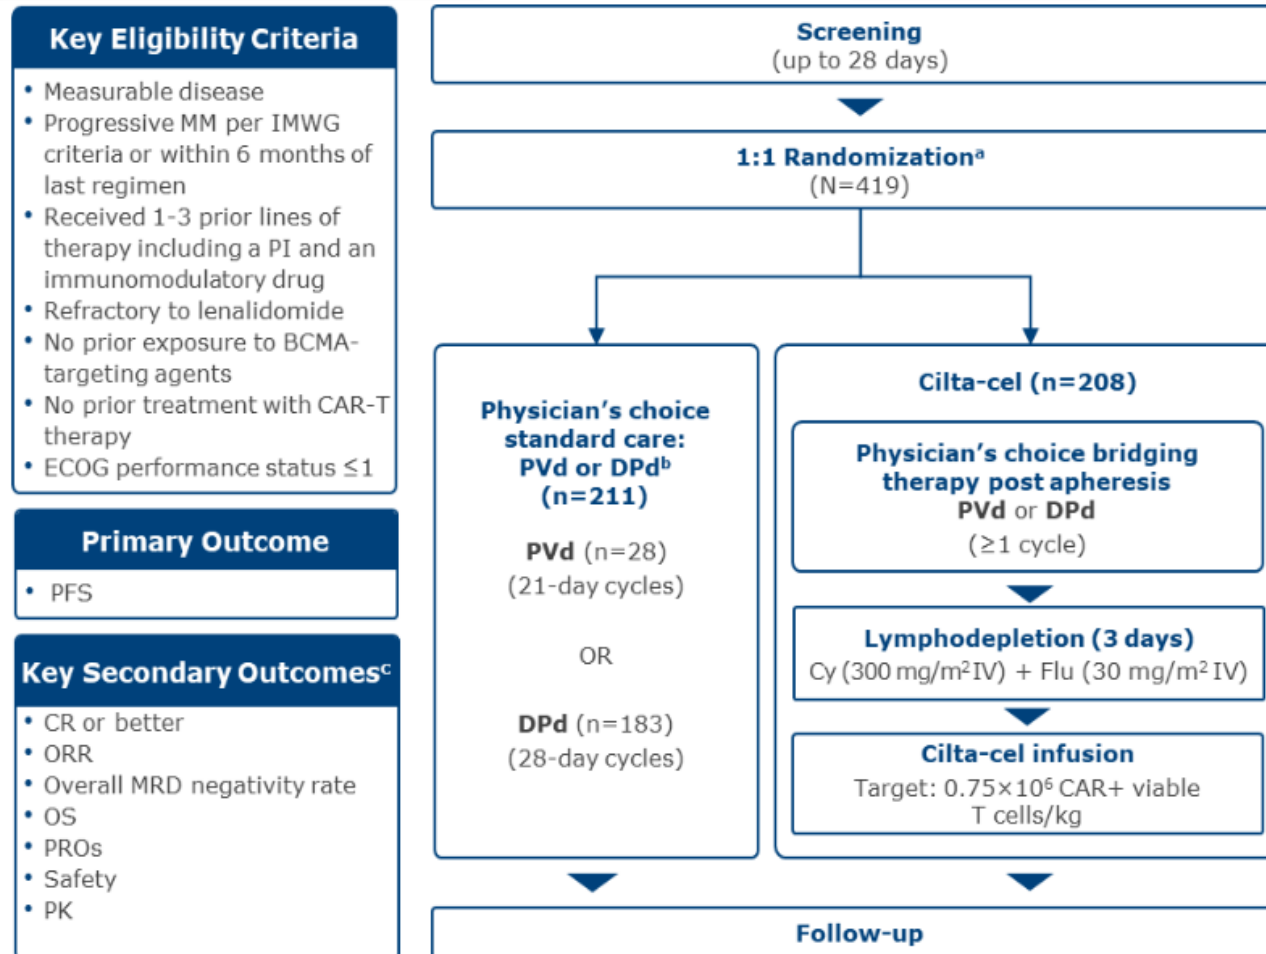 Key Eligibility Criteria
• Measurable disease
• Progressive MM per IMWG
criteria or within 6 months of
last regimen
• Received 1-3 prior lines of
therapy including a PI and an
immunomodulatory drug
• Refractory to lenalidomide
• No prior exposure to BCMA-
targeting agents
• No prior treatment with CAR-T
therapy
• ECOG performance status ≤1
Primary Outcome
• PFS
Key Secondary Outcomesᶜ
• CR or better
• ORR
• Overall MRD negativity rate
• OS
• PROs
• Safety
• PK
Screening
(up to 28 days)
1:1 Randomizationᵃ
(N=419)
Physician’s choice
standard care:
PVd or DPdᵇ
(n=211)
PVd (n=28)
(21-day cycles)
OR
DPd (n=183)
(28-day cycles)
Cilta-cel (n=208)
Physician’s choice bridging
therapy post apheresis
PVd or DPd
(≥1 cycle)
Lymphodepletion (3 days)
Cy (300 mg/m² IV) + Flu (30 mg/m² IV)
Cilta-cel infusion
Target: 0.75×10⁶ CAR+ viable
T cells/kg
Follow-up